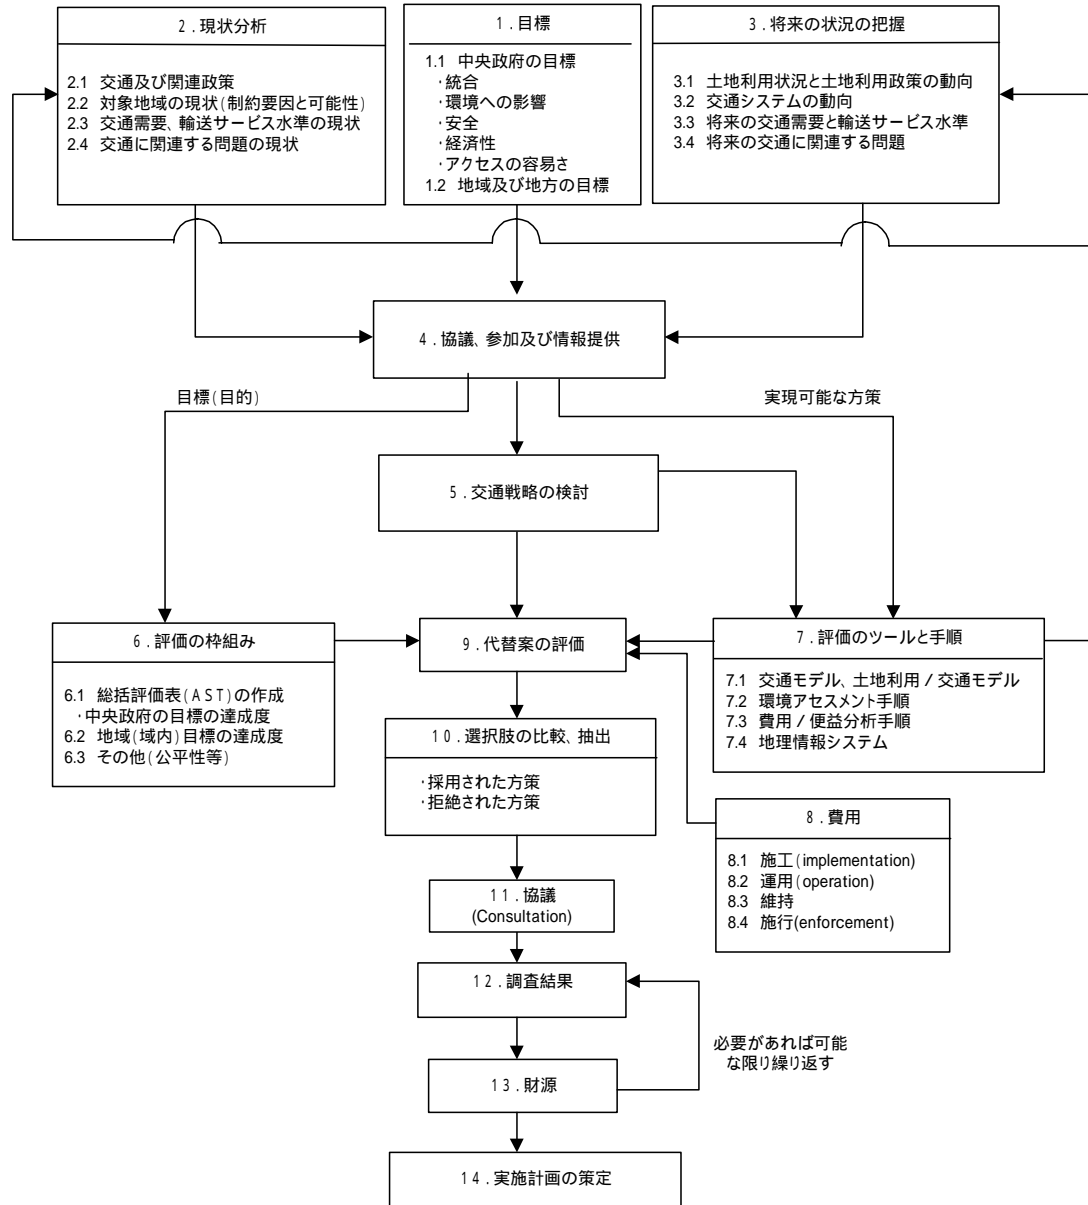 2．現状分析
2.1 交通及び関連政策
2.2 対象地域の現状(制約要因と可能性)
2.3 交通需要、輸送サービス水準の現状
2.4 交通に関連する問題の現状
1．目標
1.1 中央政府の目標
･統合
･環境への影響
･安全
･経済性
･アクセスの容易さ
1.2 地域及び地方の目標
3．将来の状況の把握
3.1 土地利用状況と土地利用政策の動向
3.2 交通システムの動向
3.3 将来の交通需要と輸送サービス水準
3.4 将来の交通に関連する問題
4．協議、参加及び情報提供
目標(目的)
実現可能な方策
5．交通戦略の検討
6．評価の枠組み
6.1 総括評価表(AST)の作成
･中央政府の目標の達成度
6.2 地域(域内)目標の達成度
6.3 その他(公平性等)
9．代替案の評価
7．評価のツールと手順
7.1 交通モデル、土地利用／交通モデル
7.2 環境アセスメント手順
7.3 費用／便益分析手順
7.4 地理情報システム
10．選択肢の比較、抽出
･採用された方策
･拒絶された方策
8．費用
8.1 施工(implementation)
8.2 運用(operation)
8.3 維持
8.4 施行(enforcement)
11．協議
(Consultation)
12．調査結果
必要があれば可能
な限り繰り返す
13．財源
14．実施計画の策定